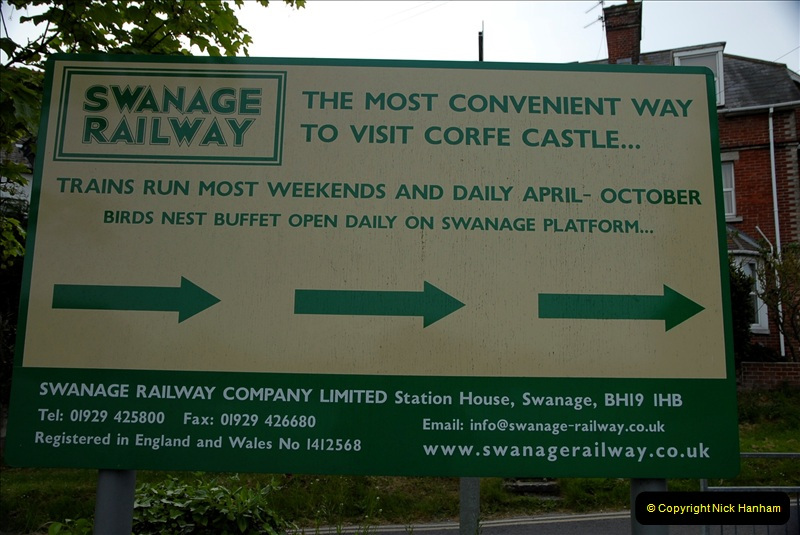 SWANAGE
RAILWAY
THE MOST CONVENIENT WAY
TO VISIT CORFE CASTLE...
TRAINS RUN MOST WEEKENDS AND DAILY APRIL- OCTOBER
BIRDS NEST BUFFET OPEN DAILY ON SWANAGE PLATFORM...
SWANAGE RAILWAY COMPANY LIMITED Station House, Swanage, BH19 1HB
Tel: 01929 425800 Fax: 01929 426680
Email: info@swanage-railway.co.uk
Registered in England and Wales No 1412568
www.swanagerailway.co.uk
© Copyright Nick Hanham